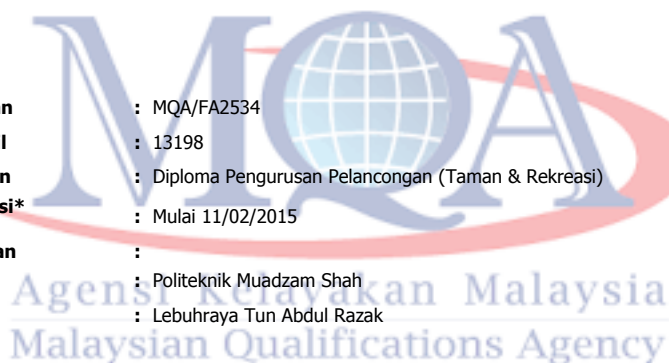 MQA
an : MQA/FA2534
l : 13198
n : Diploma Pengurusan Pelancongan (Taman & Rekreasi)
si* : Mulai 11/02/2015
an :
: Politeknik Muadzam Shah
: Lebuhraya Tun Abdul Razak
Agensi Kelayakan Malaysia
Malaysian Qualifications Agency